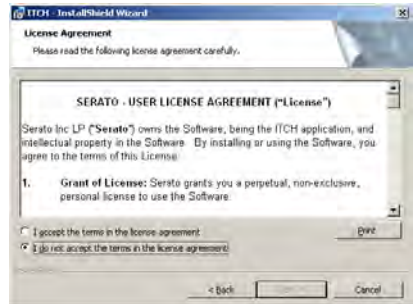 ITCH - InstallShield Wizard
License Agreement
Please read the following license agreement carefully.
SERATO - USER LICENSE AGREEMENT ("License")
Serato Inc LP ("Serato") owns the Software, being the ITCH application, and
intellectual property in the Software. By installing or using the Software, you
agree to the terms of this License.
1. Grant of License: Serato grants you a perpetual, non-exclusive,
personal license to use the Software.
I accept the terms in the license agreement
Print
I do not accept the terms in the license agreement
< Back
Cancel